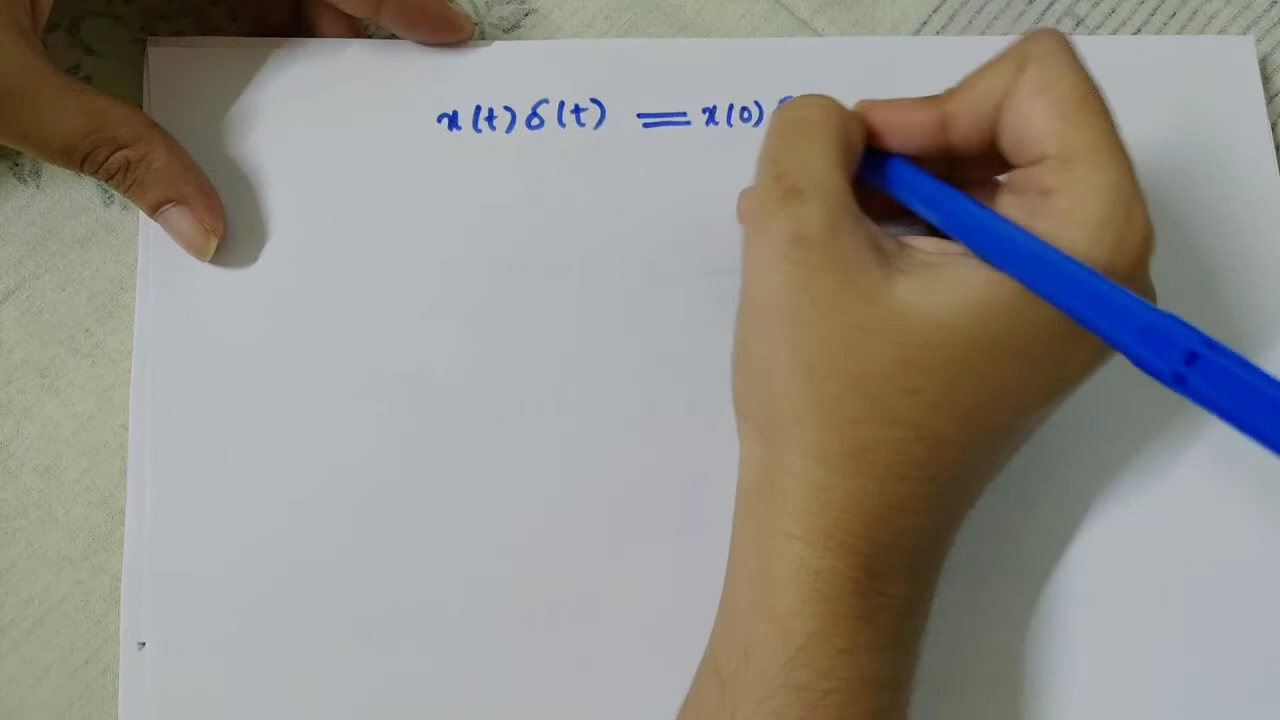 x(t) δ(t) = x(0)